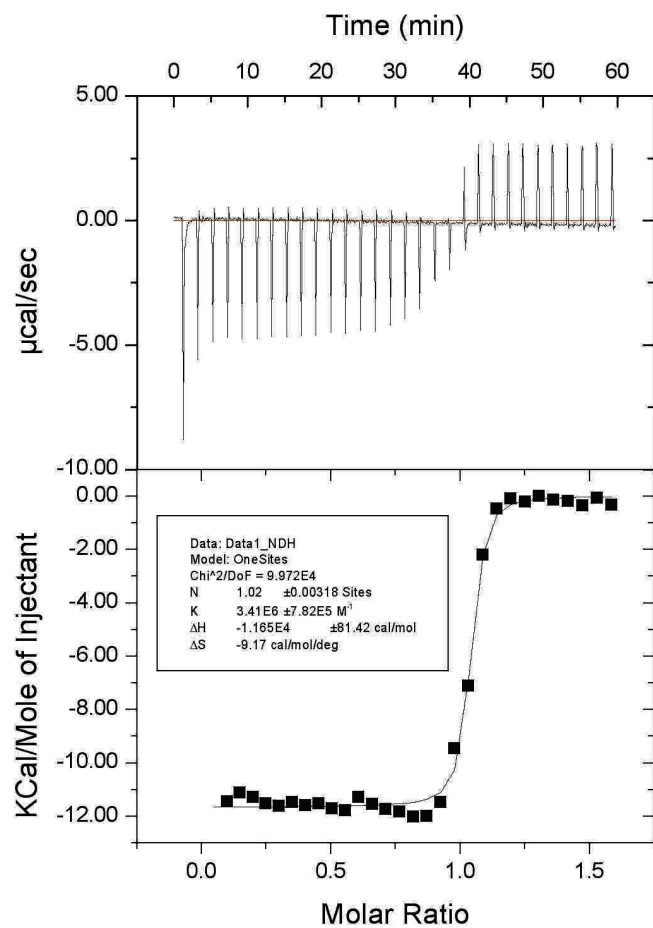 Time (min)
0 10 20 30 40 50 60
5.00
0.00
-5.00
-10.00
µcal/sec
0.00
-2.00
-4.00
-6.00
-8.00
-10.00
-12.00
KCal/Mole of Injectant
Data: Data1_NDH
Model: OneSites
Chi^2/DoF = 9.972E4
N 1.02 ±0.00318 Sites
K 3.41E6 ±7.82E5 M⁻¹
ΔH -1.165E4 ±81.42 cal/mol
ΔS -9.17 cal/mol/deg
0.0 0.5 1.0 1.5
Molar Ratio